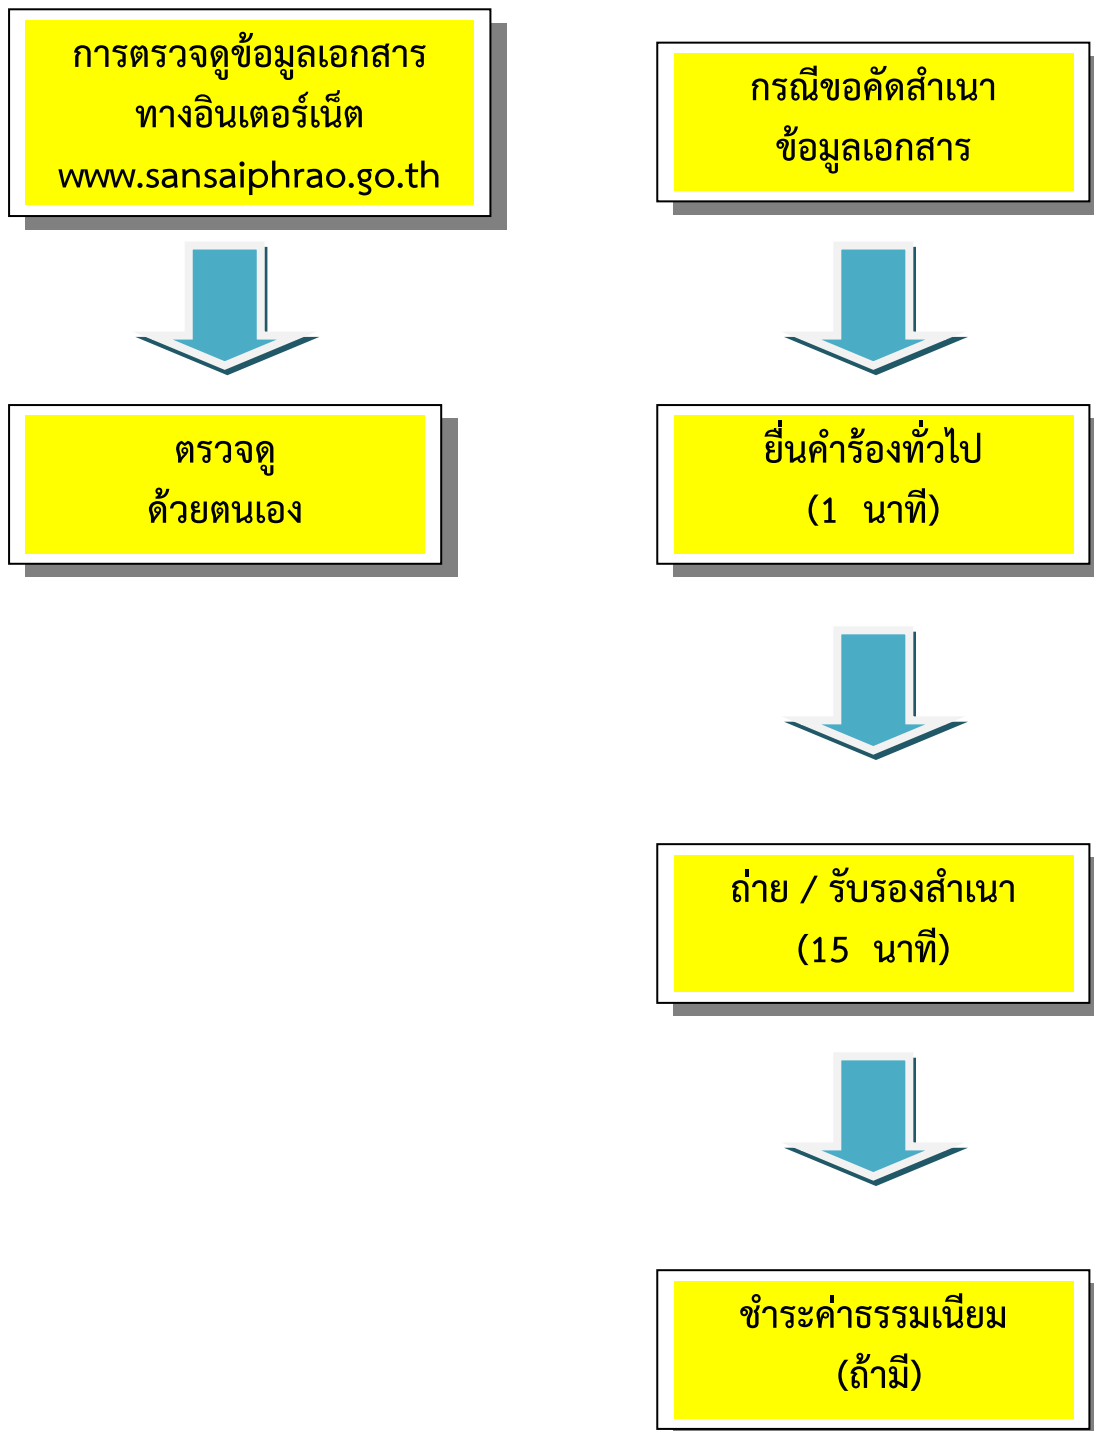 การตรวจดูข้อมูลเอกสาร
ทางอินเตอร์เน็ต
www.sansaiphrao.go.th
ตรวจดู
ด้วยตนเอง
กรณีขอคัดสำเนา
ข้อมูลเอกสาร
ยื่นคำร้องทั่วไป
(1 นาที)
ถ่าย / รับรองสำเนา
(15 นาที)
ชำระค่าธรรมเนียม
(ถ้ามี)